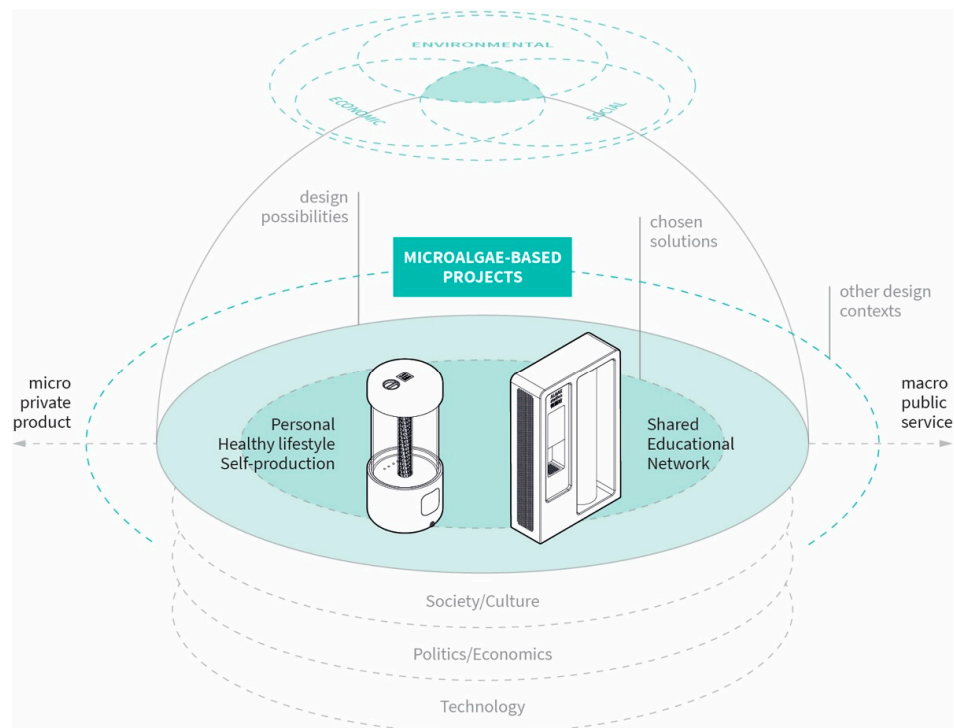 ENVIRONMENTAL
ECONOMIC
SOCIAL
design
possibilities
chosen
solutions
MICROALGAE-BASED
PROJECTS
other design
contexts
micro
private
product
macro
public
service
Personal
Healthy lifestyle
Self-production
Shared
Educational
Network
Society/Culture
Politics/Economics
Technology